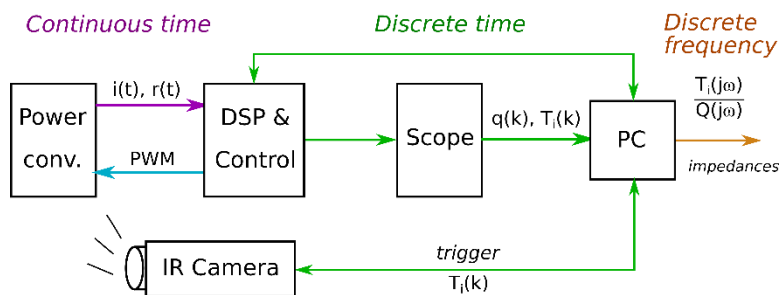 Continuous time
Discrete time
Discrete
frequency
Power
conv.
i(t), r(t)
PWM
DSP &
Control
Scope
q(k), Tᵢ(k)
PC
Tᵢ(jω)
Q(jω)
impedances
IR Camera
trigger
Tᵢ(k)